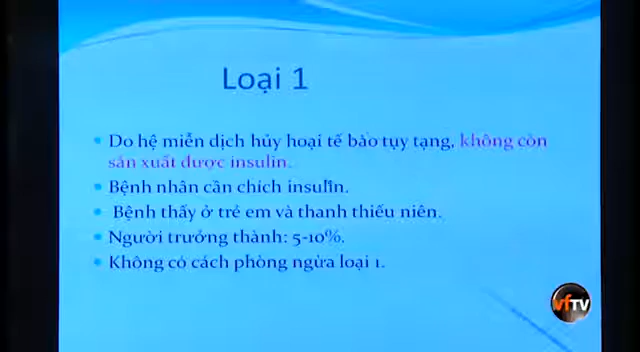 Loại 1
Do hệ miễn dịch hủy hoại tế bào tụy tạng, không còn
sản xuất được insulin.
Bệnh nhân cần chích insulin.
Bệnh thấy ở trẻ em và thanh thiếu niên.
Người trưởng thành: 5-10%.
Không có cách phòng ngừa loại 1.
vfTV